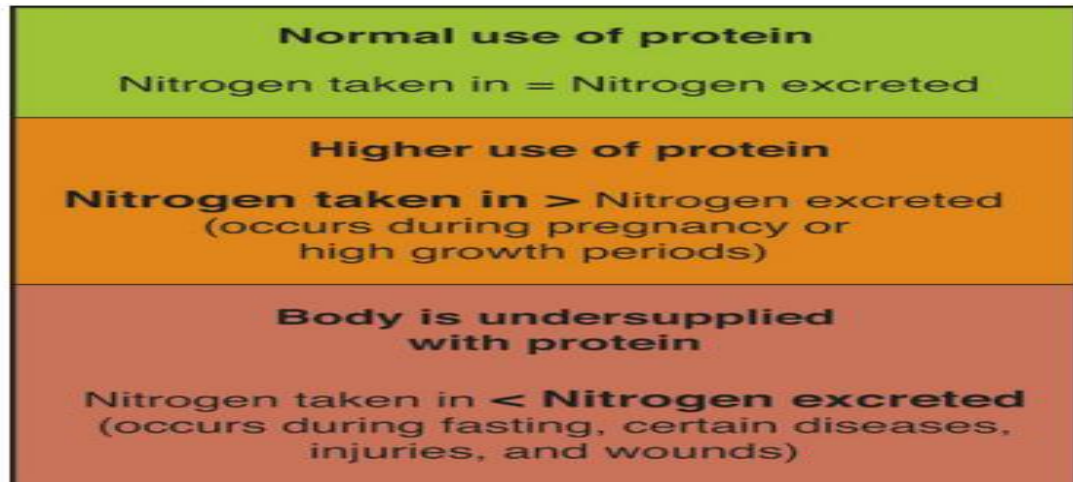 Normal use of protein
Nitrogen taken in = Nitrogen excreted
Higher use of protein
Nitrogen taken in > Nitrogen excreted
(occurs during pregnancy or
high growth periods)
Body is undersupplied
with protein
Nitrogen taken in < Nitrogen excreted
(occurs during fasting, certain diseases,
injuries, and wounds)